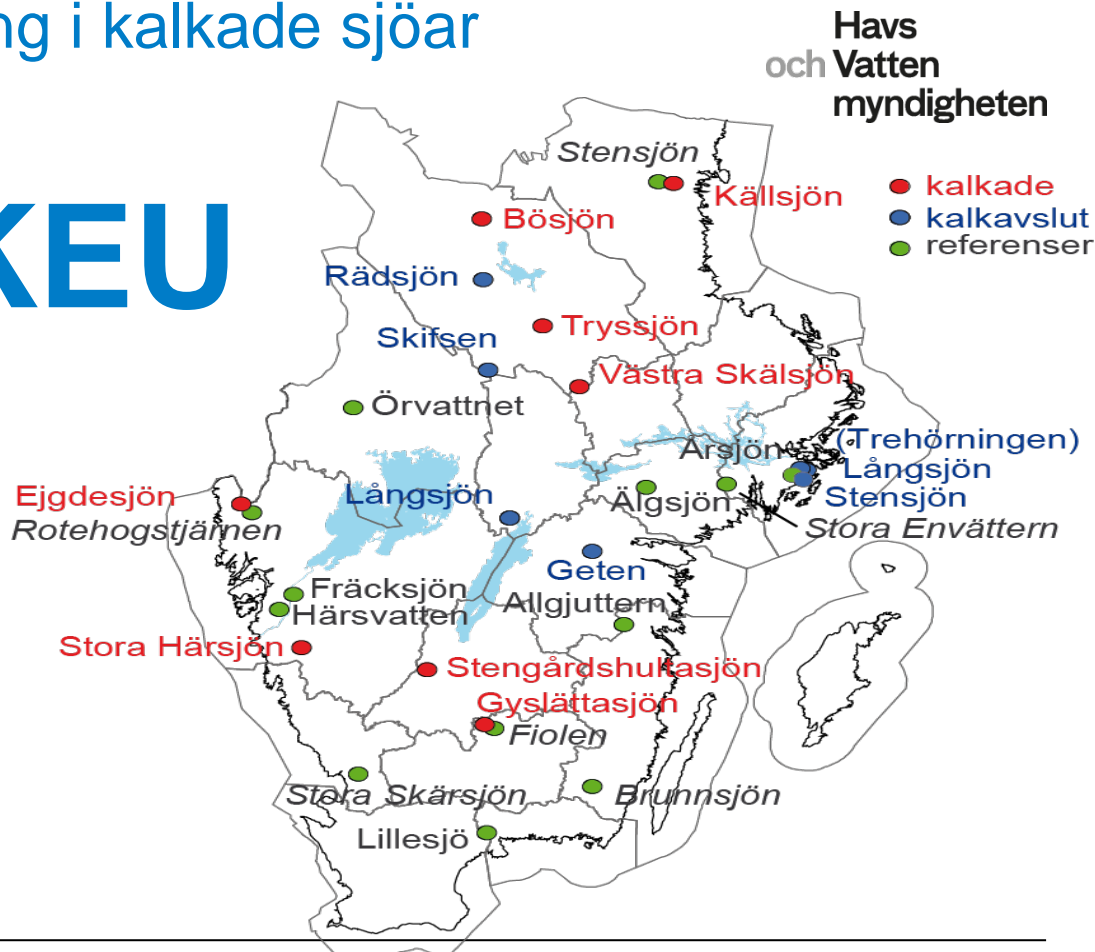 ng i kalkade sjöar
Havs
och Vatten
myndigheten
KEU
kalkade
kalkavslut
referenser
Stensjön
Källsjön
Bösjön
Rädsjön
Tryssjön
Skifsen
Västra Skälsjön
Örvattnet
Årsjön
(Trehörningen)
Långsjön
Stensjön
Ejgdesjön
Rotehogstjärnen
Långsjön
Älgsjön
Stora Envättern
Geten
Fräcksjön
Allgjuttern
Härsvatten
Stora Härsjön
Stengårdshultasjön
Gyslättasjön
Fiolen
Stora Skärsjön
Brunnsjön
Lillesjö